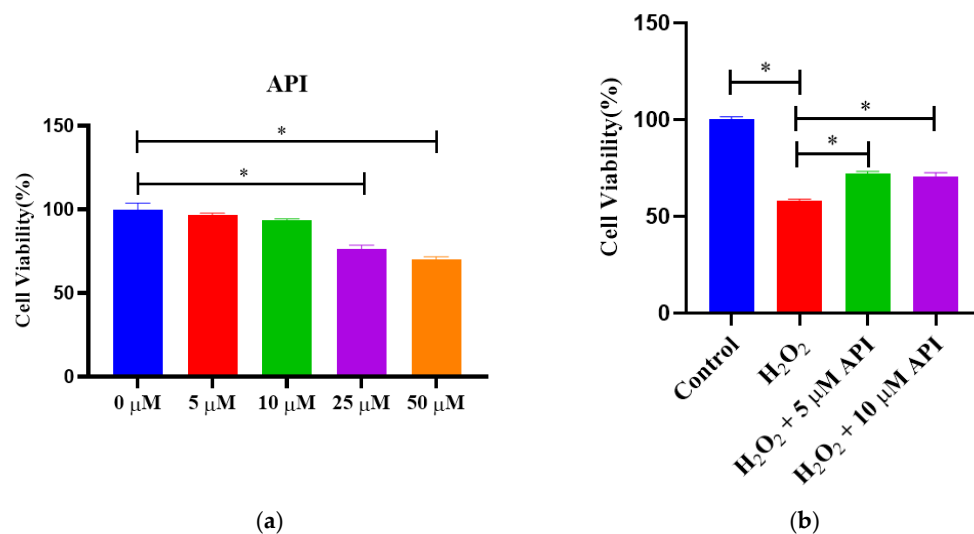 API
Cell Viability(%)
150
100
50
0
*
*
0 μM 5 μM 10 μM 25 μM 50 μM
(a)
Cell Viability(%)
150
100
50
0
*
*
*
Control
H₂O₂
H₂O₂ + 5 μM API
H₂O₂ + 10 μM API
(b)